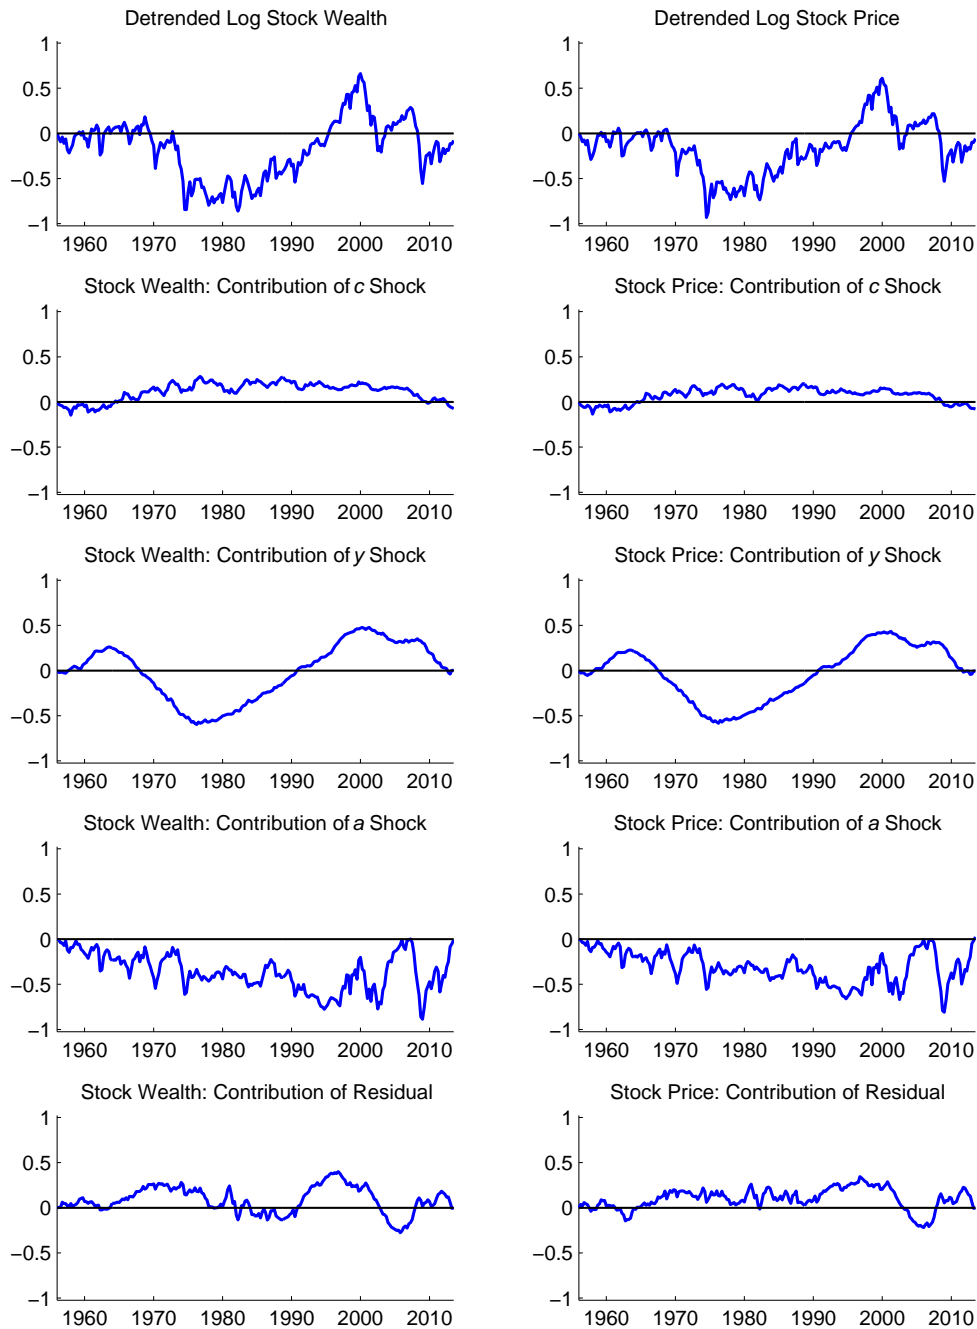 Detrended Log Stock Wealth
1
0.5
0
−0.5
−1
1960 1970 1980 1990 2000 2010
Detrended Log Stock Price
1
0.5
0
−0.5
−1
1960 1970 1980 1990 2000 2010
Stock Wealth: Contribution of c Shock
1
0.5
0
−0.5
−1
1960 1970 1980 1990 2000 2010
Stock Price: Contribution of c Shock
1
0.5
0
−0.5
−1
1960 1970 1980 1990 2000 2010
Stock Wealth: Contribution of y Shock
1
0.5
0
−0.5
−1
1960 1970 1980 1990 2000 2010
Stock Price: Contribution of y Shock
1
0.5
0
−0.5
−1
1960 1970 1980 1990 2000 2010
Stock Wealth: Contribution of a Shock
1
0.5
0
−0.5
−1
1960 1970 1980 1990 2000 2010
Stock Price: Contribution of a Shock
1
0.5
0
−0.5
−1
1960 1970 1980 1990 2000 2010
Stock Wealth: Contribution of Residual
1
0.5
0
−0.5
−1
1960 1970 1980 1990 2000 2010
Stock Price: Contribution of Residual
1
0.5
0
−0.5
−1
1960 1970 1980 1990 2000 2010